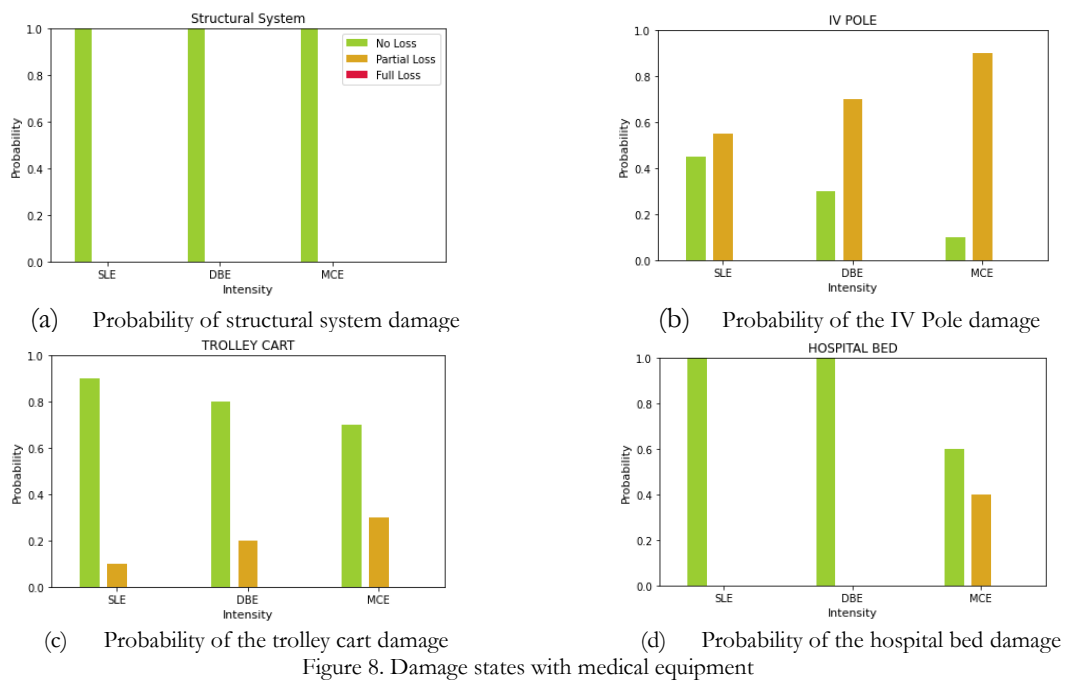 Structural System
1.0
0.8
0.6
0.4
0.2
0.0
Probability
No Loss
Partial Loss
Full Loss
SLE DBE MCE
Intensity
(a) Probability of structural system damage
IV POLE
1.0
0.8
0.6
0.4
0.2
0.0
Probability
SLE DBE MCE
Intensity
(b) Probability of the IV Pole damage
TROLLEY CART
1.0
0.8
0.6
0.4
0.2
0.0
Probability
SLE DBE MCE
Intensity
(c) Probability of the trolley cart damage
HOSPITAL BED
1.0
0.8
0.6
0.4
0.2
0.0
Probability
SLE DBE MCE
Intensity
(d) Probability of the hospital bed damage
Figure 8. Damage states with medical equipment